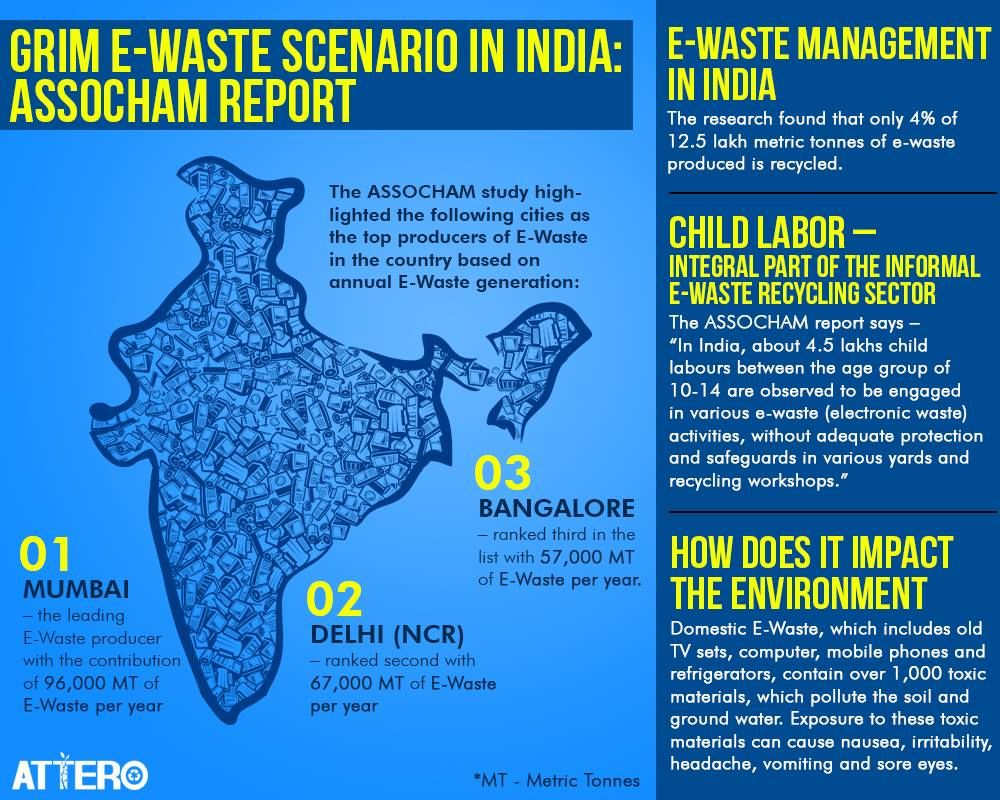 GRIM E-WASTE SCENARIO IN INDIA:
ASSOCHAM REPORT
The ASSOCHAM study high-
lighted the following cities as
the top producers of E-Waste
in the country based on
annual E-Waste generation:
01
MUMBAI
– the leading
E-Waste producer
with the contribution
of 96,000 MT of
E-Waste per year
02
DELHI (NCR)
– ranked second with
67,000 MT of E-Waste
per year
03
BANGALORE
– ranked third in the
list with 57,000 MT
of E-Waste per year.
ATTERO
*MT - Metric Tonnes
E-WASTE MANAGEMENT
IN INDIA
The research found that only 4% of
12.5 lakh metric tonnes of e-waste
produced is recycled.
CHILD LABOR –
INTEGRAL PART OF THE INFORMAL
E-WASTE RECYCLING SECTOR
The ASSOCHAM report says –
“In India, about 4.5 lakhs child
labours between the age group of
10-14 are observed to be engaged
in various e-waste (electronic waste)
activities, without adequate protection
and safeguards in various yards and
recycling workshops.”
HOW DOES IT IMPACT
THE ENVIRONMENT
Domestic E-Waste, which includes old
TV sets, computer, mobile phones and
refrigerators, contain over 1,000 toxic
materials, which pollute the soil and
ground water. Exposure to these toxic
materials can cause nausea, irritability,
headache, vomiting and sore eyes.